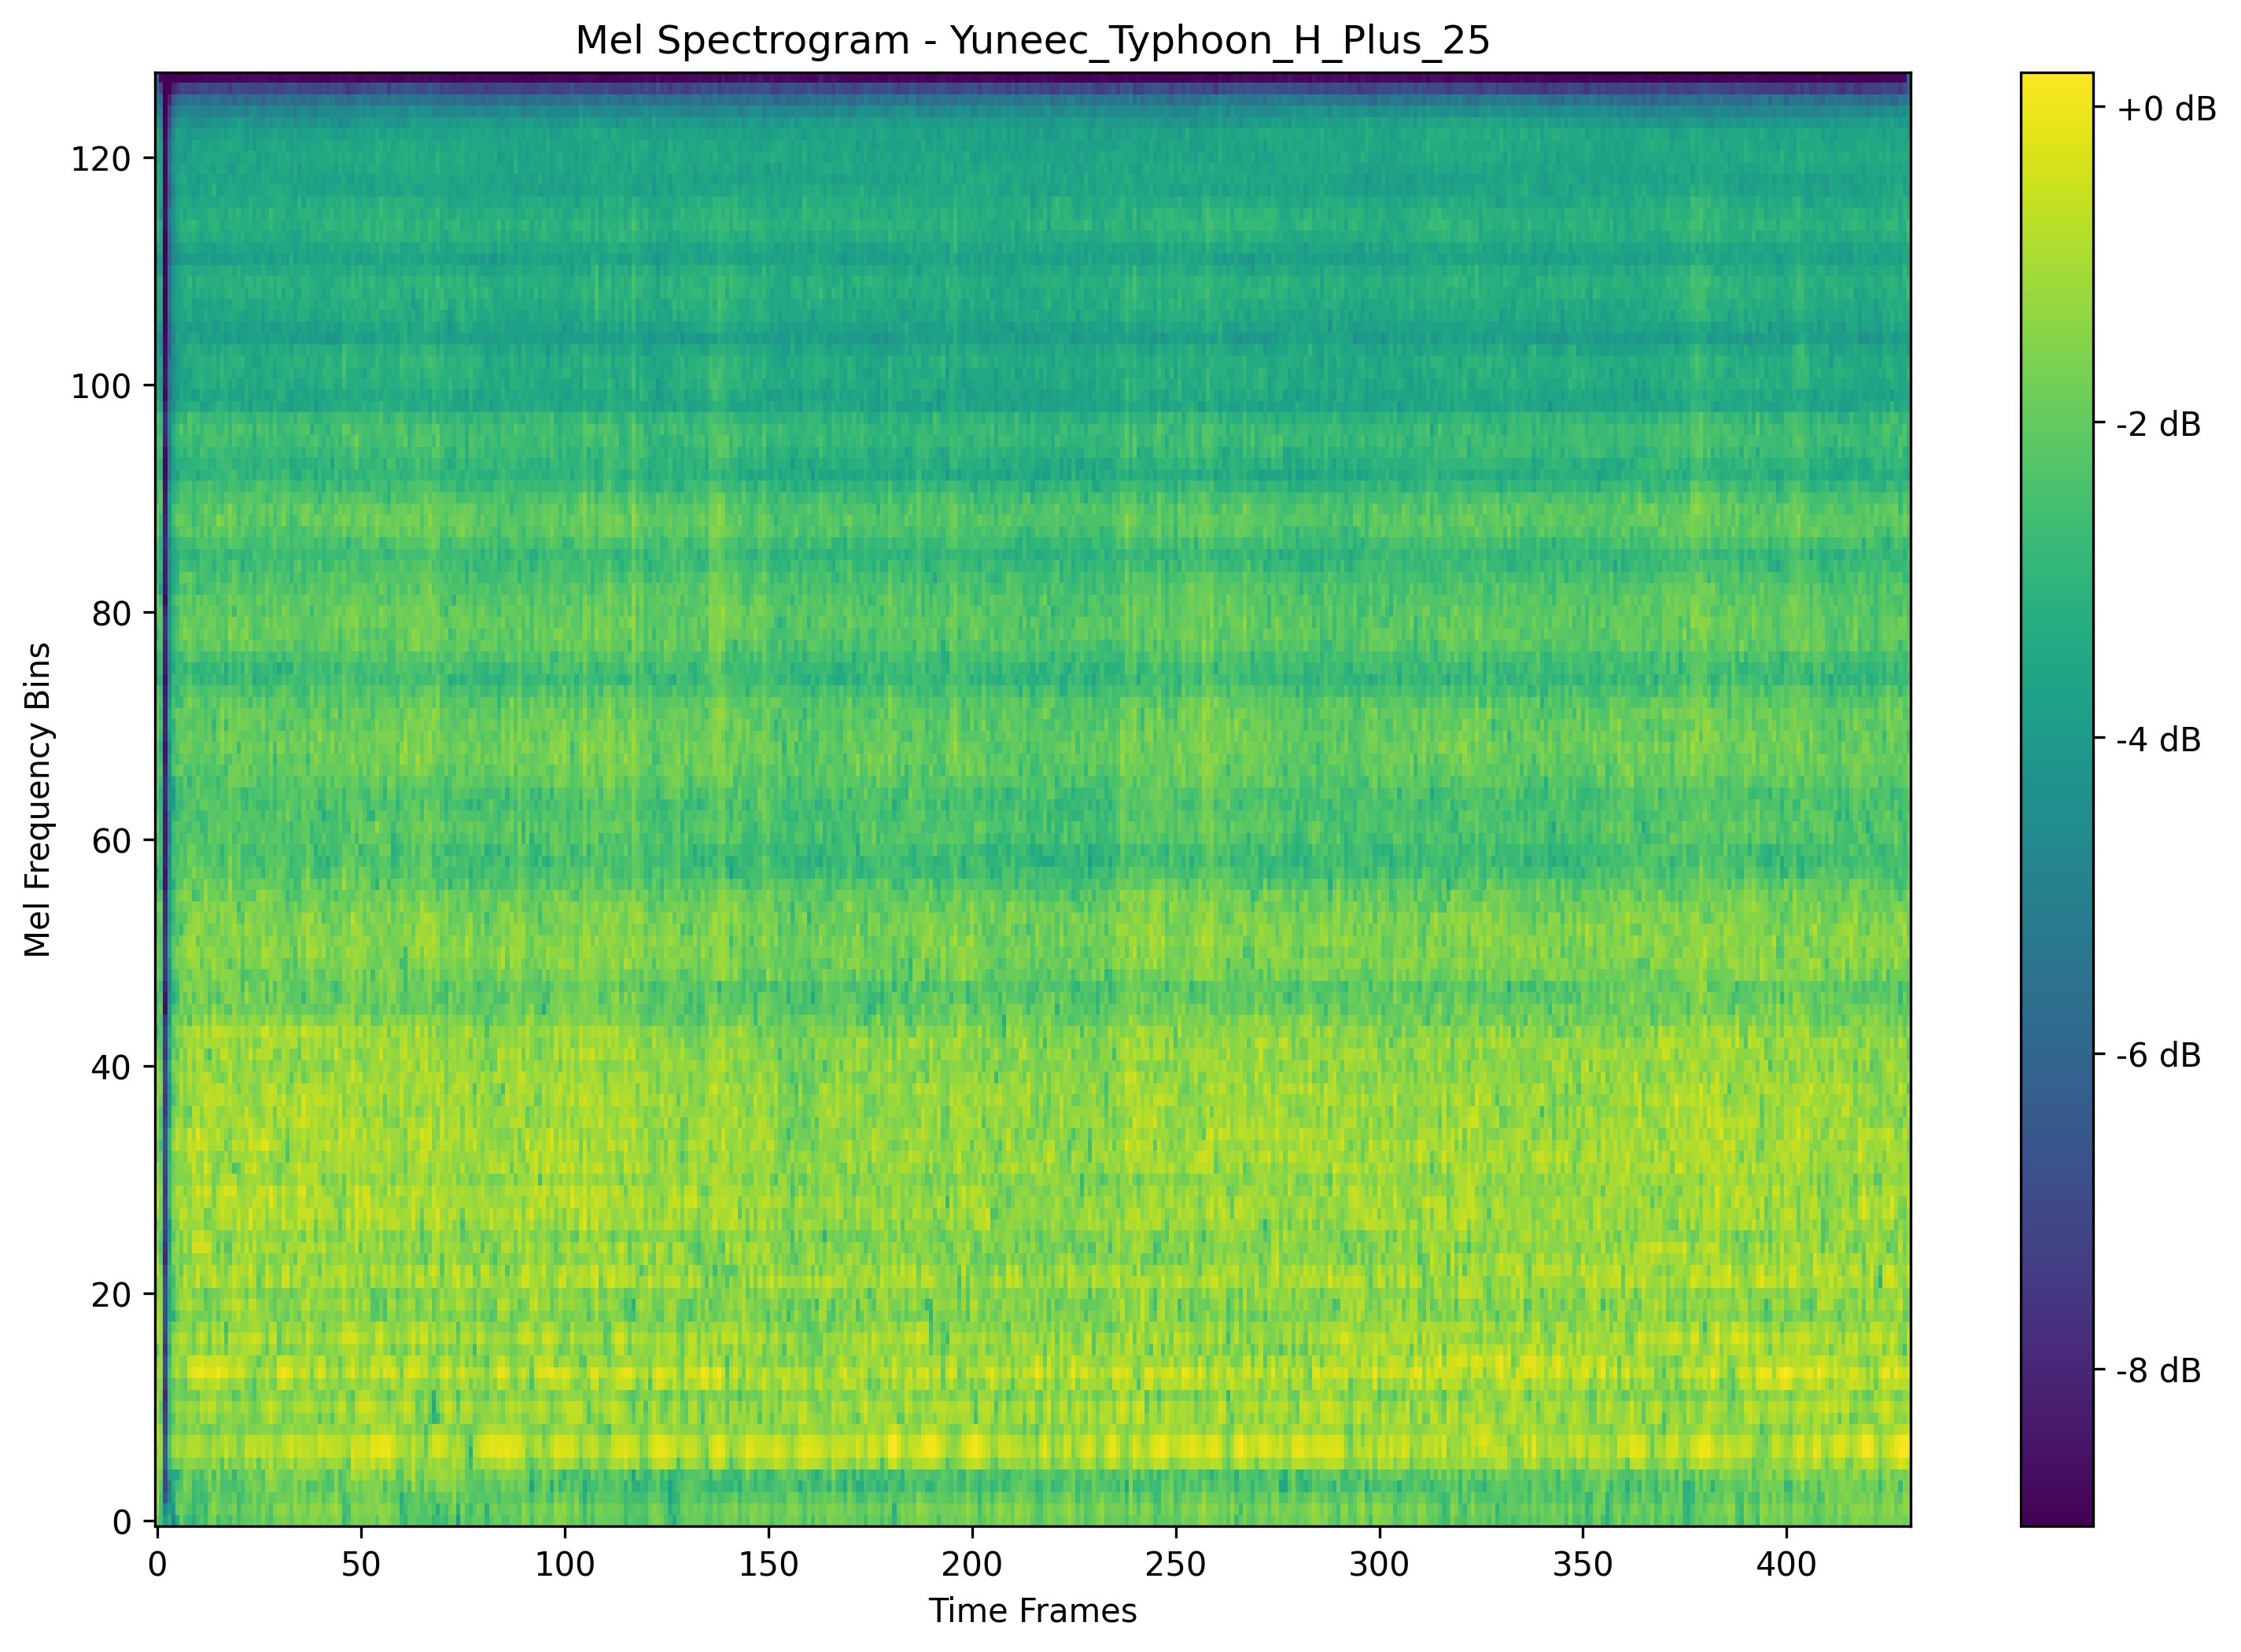 Mel Spectrogram - Yuneec_Typhoon_H_Plus_25
Mel Frequency Bins
120
100
80
60
40
20
0
0 50 100 150 200 250 300 350 400
Time Frames
+0 dB
-2 dB
-4 dB
-6 dB
-8 dB